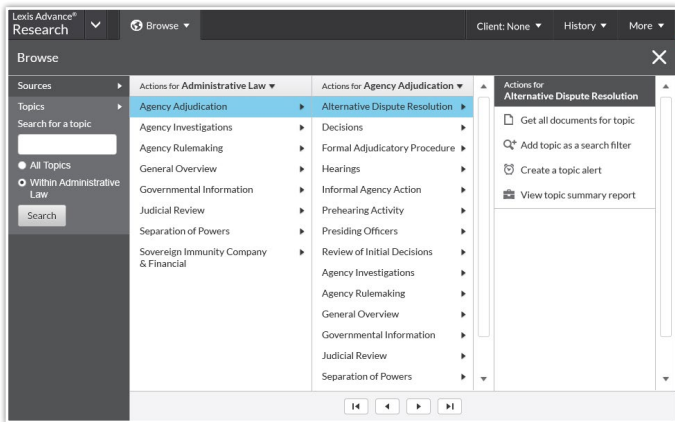 Lexis Advance®
Research
Browse
Client: None
History
More
Browse
Sources
Topics
Search for a topic
All Topics
Within Administrative
Law
Search
Actions for Administrative Law
Agency Adjudication
Agency Investigations
Agency Rulemaking
General Overview
Governmental Information
Judicial Review
Separation of Powers
Sovereign Immunity Company
& Financial
Actions for Agency Adjudication
Alternative Dispute Resolution
Decisions
Formal Adjudicatory Procedure
Hearings
Informal Agency Action
Prehearing Activity
Presiding Officers
Review of Initial Decisions
Agency Investigations
Agency Rulemaking
General Overview
Governmental Information
Judicial Review
Separation of Powers
Actions for
Alternative Dispute Resolution
Get all documents for topic
Add topic as a search filter
Create a topic alert
View topic summary report